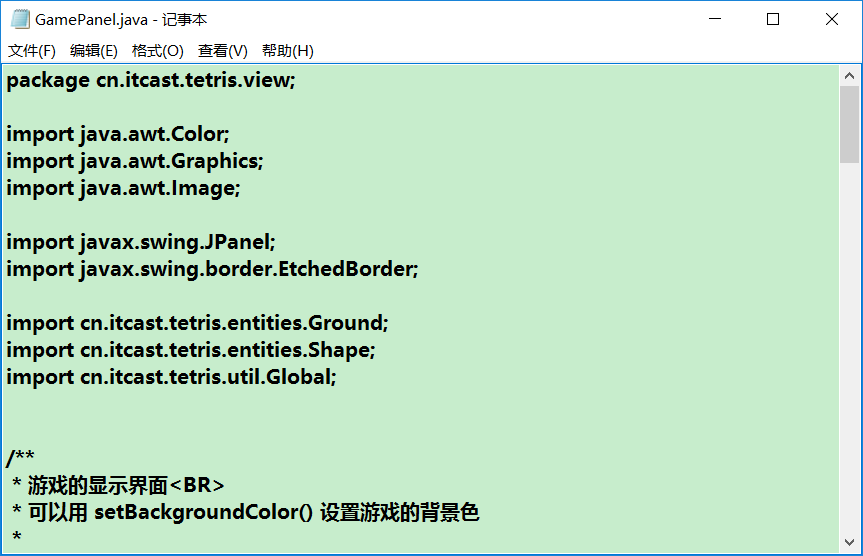 GamePanel.java - 记事本
文件(F) 编辑(E) 格式(O) 查看(V) 帮助(H)
package cn.itcast.tetris.view;
import java.awt.Color;
import java.awt.Graphics;
import java.awt.Image;
import javax.swing.JPanel;
import javax.swing.border.EtchedBorder;
import cn.itcast.tetris.entities.Ground;
import cn.itcast.tetris.entities.Shape;
import cn.itcast.tetris.util.Global;
/**
* 游戏的显示界面<BR>
* 可以用 setBackgroundColor() 设置游戏的背景色
*